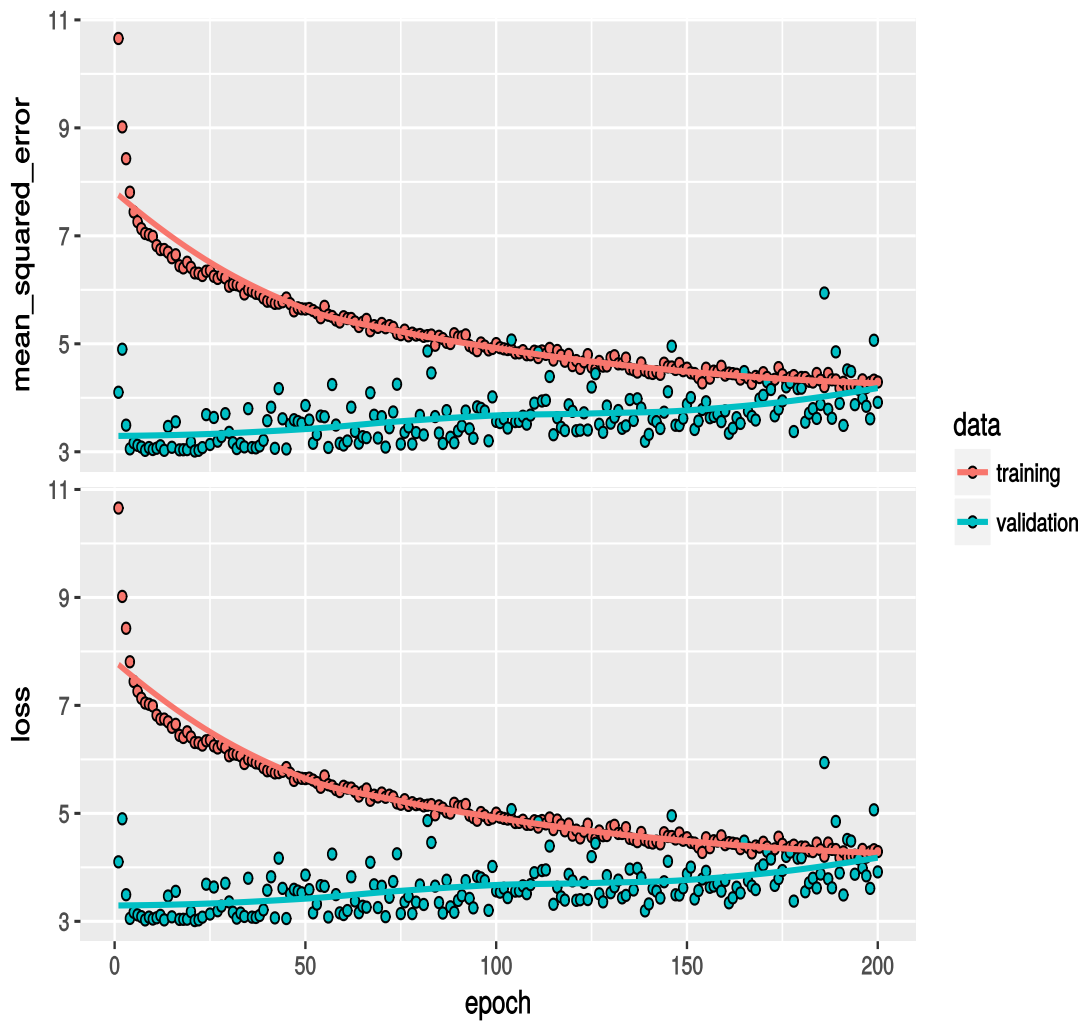 11
9
7
5
3
mean_squared_error
11
9
7
5
3
loss
0 50 100 150 200
epoch
data
training
validation